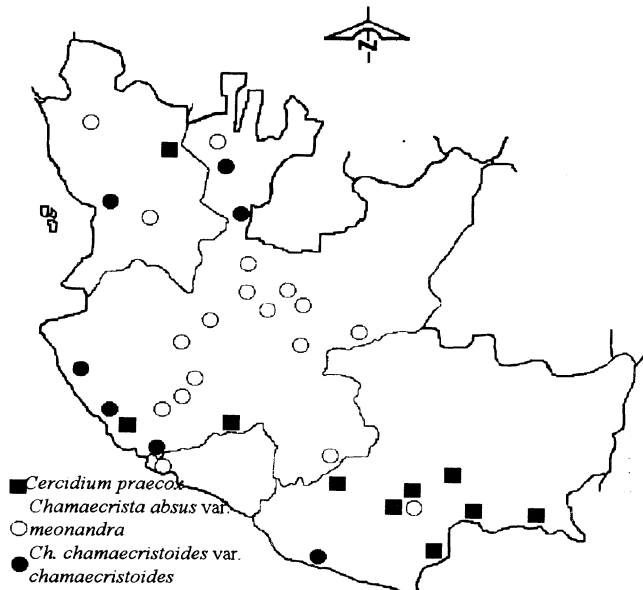 N
Cercidium praecox
Chamaecrista absus var.
meonandra
Ch. chamaecristoides var.
chamaecristoides